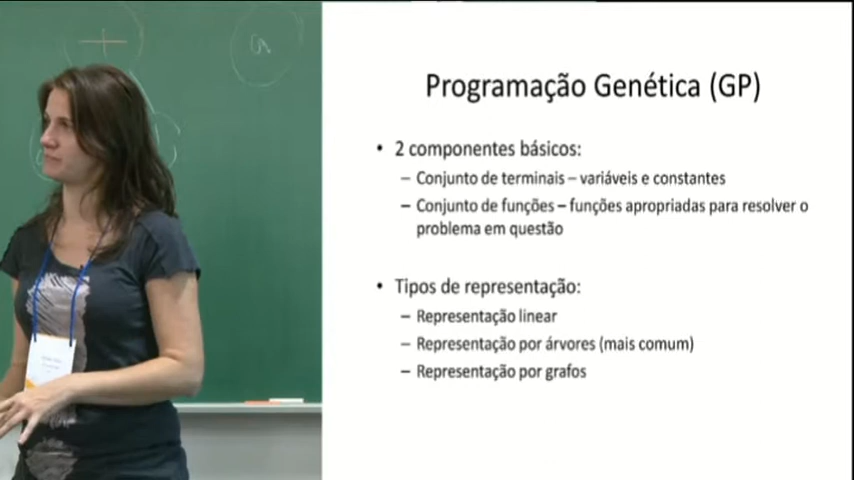 Programação Genética (GP)
• 2 componentes básicos:
– Conjunto de terminais – variáveis e constantes
– Conjunto de funções – funções apropriadas para resolver o
problema em questão
• Tipos de representação:
– Representação linear
– Representação por árvores (mais comum)
– Representação por grafos